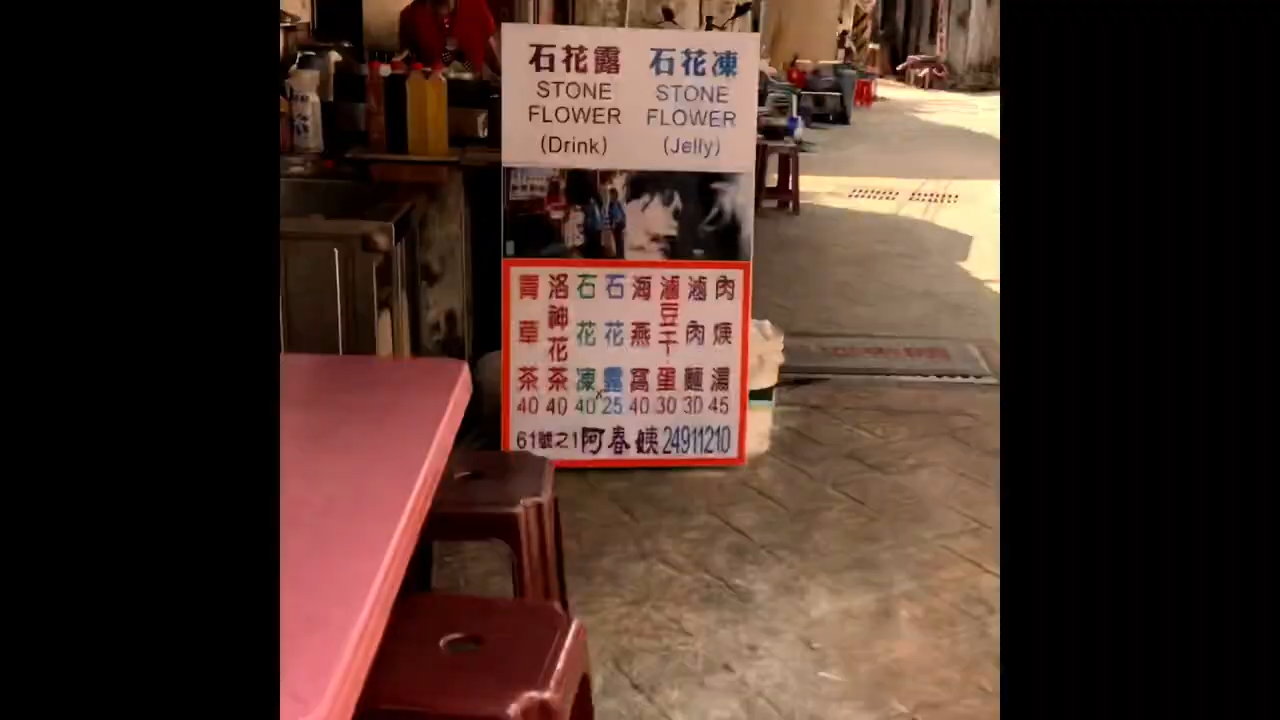 石花露 石花凍
STONE STONE
FLOWER FLOWER
(Drink) (Jelly)
青草茶 40
洛神花茶 40
石花凍 40
石花露 25
海燕窩 40
滷豆干.蛋 30
滷肉麵 30
肉焿湯 45
61號之1 阿春姨 24911210